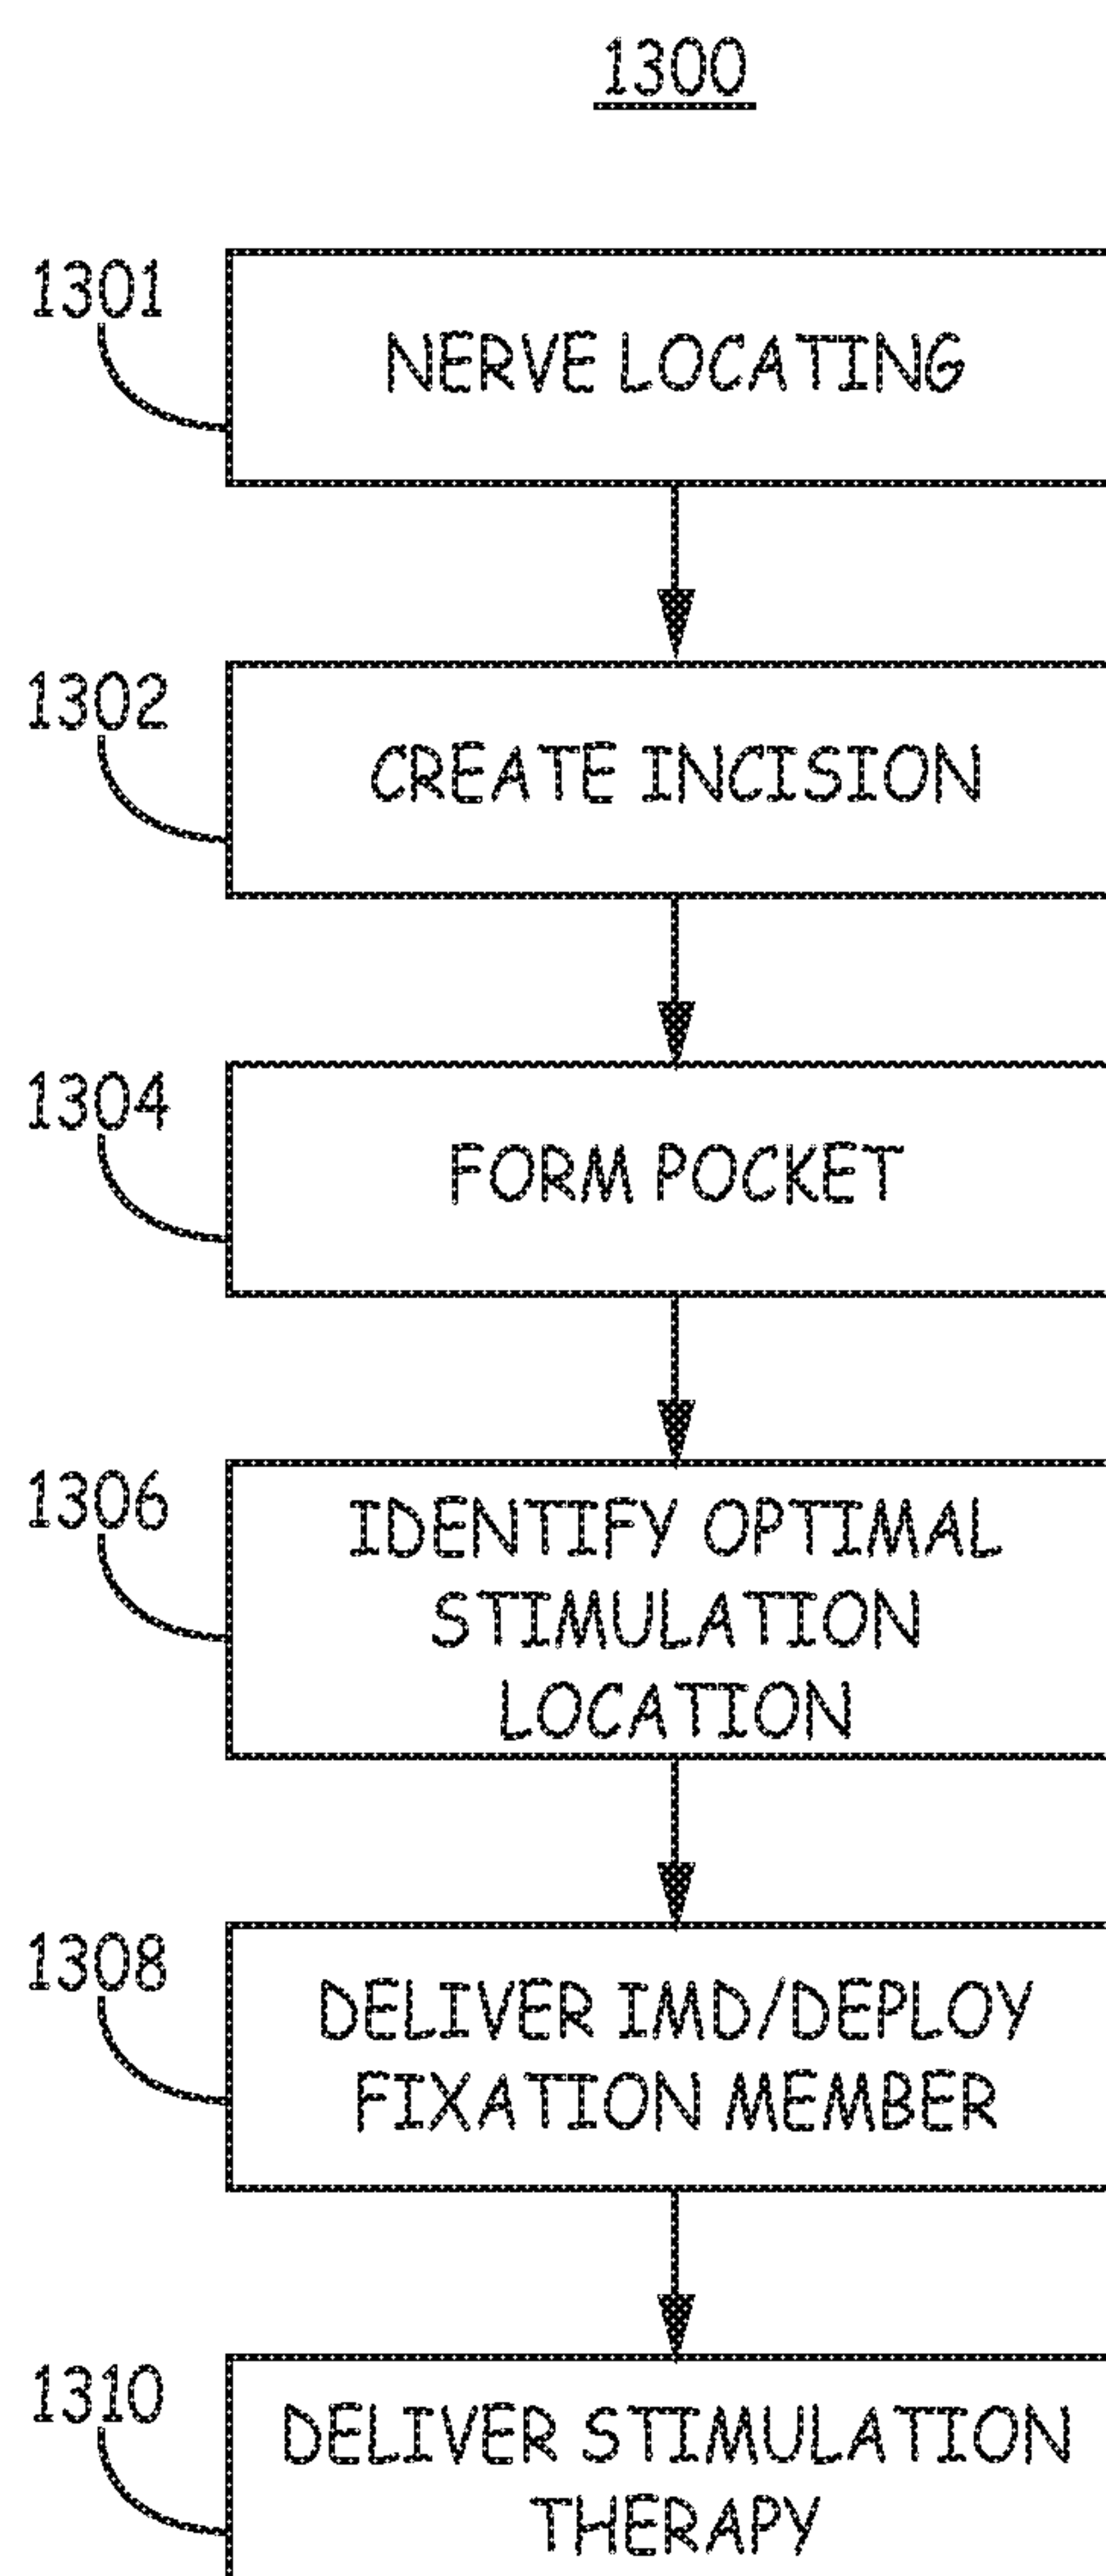 1300
1301
NERVE LOCATING
1302
CREATE INCISION
1304
FORM POCKET
1306
IDENTIFY OPTIMAL
STIMULATION
LOCATION
1308
DELIVER IMD/DEPLOY
FIXATION MEMBER
1310
DELIVER STIMULATION
THERAPY